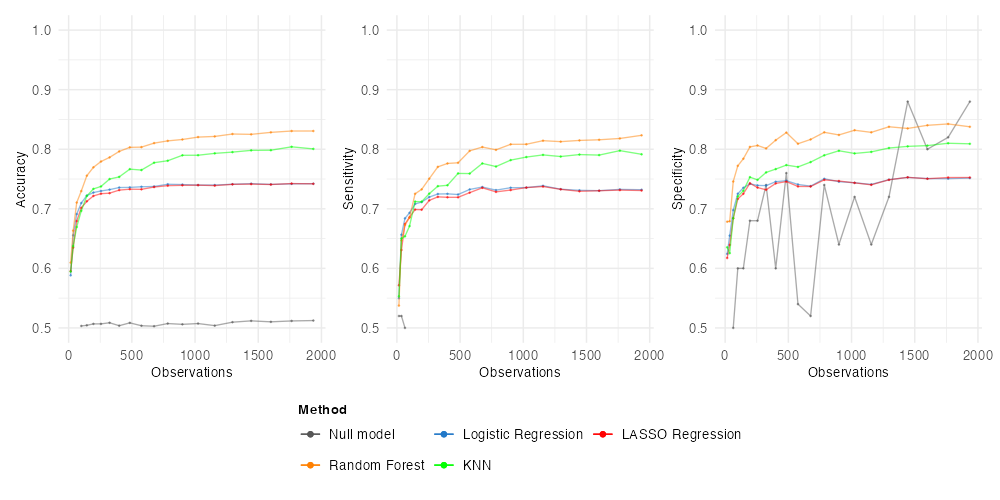 1.0
0.9
0.8
0.7
0.6
0.5
Accuracy
0 500 1000 1500 2000
Observations
1.0
0.9
0.8
0.7
0.6
0.5
Sensitivity
0 500 1000 1500 2000
Observations
1.0
0.9
0.8
0.7
0.6
0.5
Specificity
0 500 1000 1500 2000
Observations
Method
Null model Logistic Regression LASSO Regression
Random Forest KNN